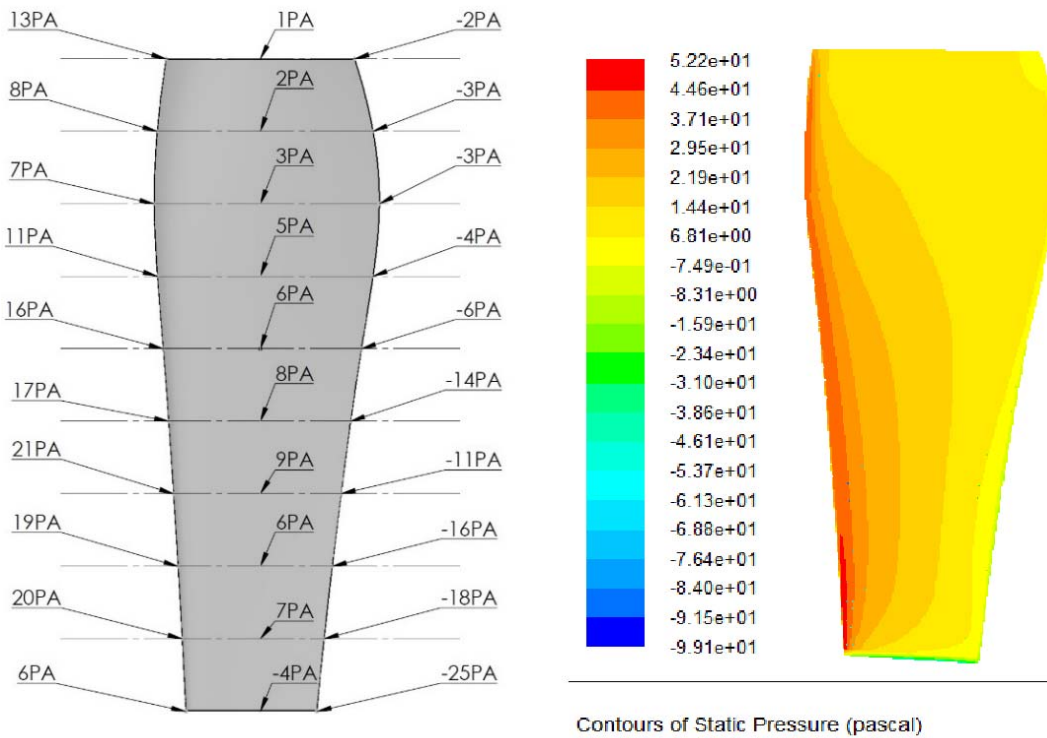 13PA 1PA -2PA
8PA 2PA -3PA
7PA 3PA -3PA
11PA 5PA -4PA
16PA 6PA -6PA
17PA 8PA -14PA
21PA 9PA -11PA
19PA 6PA -16PA
20PA 7PA -18PA
6PA -4PA -25PA
5.22e+01
4.46e+01
3.71e+01
2.95e+01
2.19e+01
1.44e+01
6.81e+00
-7.49e-01
-8.31e+00
-1.59e+01
-2.34e+01
-3.10e+01
-3.86e+01
-4.61e+01
-5.37e+01
-6.13e+01
-6.88e+01
-7.64e+01
-8.40e+01
-9.15e+01
-9.91e+01
Contours of Static Pressure (pascal)